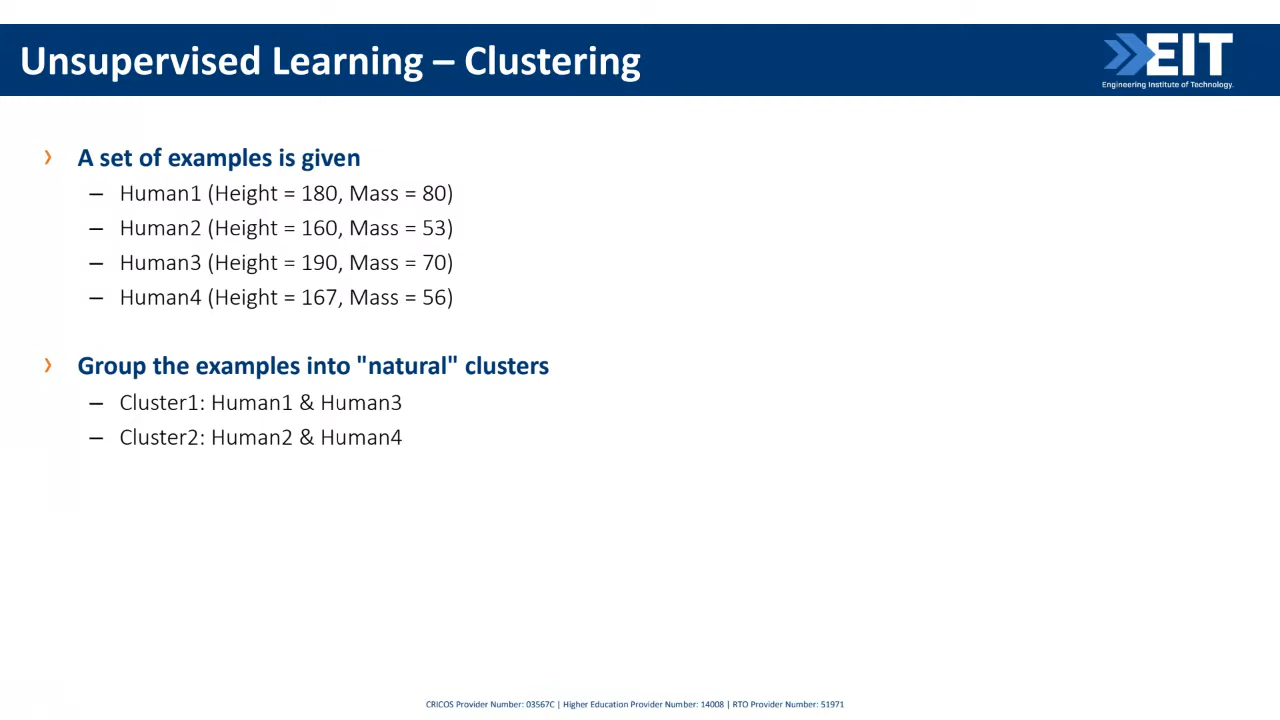 Unsupervised Learning – Clustering
EIT
Engineering Institute of Technology.
› A set of examples is given
– Human1 (Height = 180, Mass = 80)
– Human2 (Height = 160, Mass = 53)
– Human3 (Height = 190, Mass = 70)
– Human4 (Height = 167, Mass = 56)
› Group the examples into "natural" clusters
– Cluster1: Human1 & Human3
– Cluster2: Human2 & Human4
CRICOS Provider Number: 03567C | Higher Education Provider Number: 14008 | RTO Provider Number: 51971